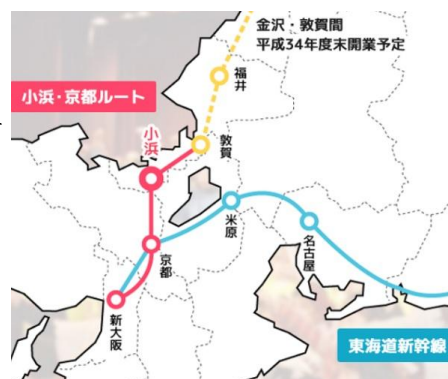 金沢・敦賀間
平成34年度末開業予定
福井
小浜・京都ルート
小浜
敦賀
米原
名古屋
京都
新大阪
東海道新幹線